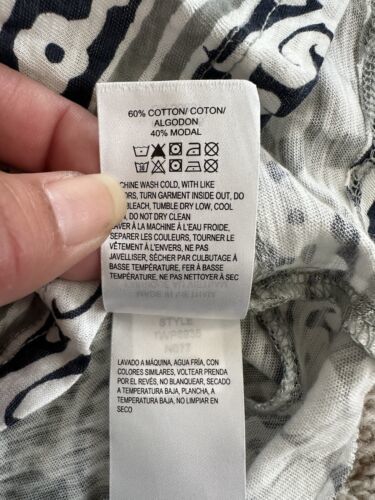 60% COTTON/ COTON/
ALGODON
40% MODAL
CHINE WASH COLD, WITH LIKE
ORS, TURN GARMENT INSIDE OUT, DO
BLEACH, TUMBLE DRY LOW, COOL
, DO NOT DRY CLEAN
AVER À LA MACHINE À L'EAU FROIDE,
SEPARER LES COULEURS, TOURNER LE
VÊTEMENT À L'ENVERS, NE PAS
JAVELLISER, SÉCHER PAR CULBUTAGE À
BASSE TEMPÉRATURE, FER À BASSE
TEMPÉRATURE, NE PAS NETTOYER À SEC
STYLE
LAVADO A MÁQUINA, AGUA FRÍA, CON
COLORES SIMILARES, VOLTEAR PRENDA
POR EL REVÉS, NO BLANQUEAR, SECADO
A TEMPERATURA BAJA, PLANCHA, A
TEMPERATURA BAJA, NO LIMPIAR EN
SECO